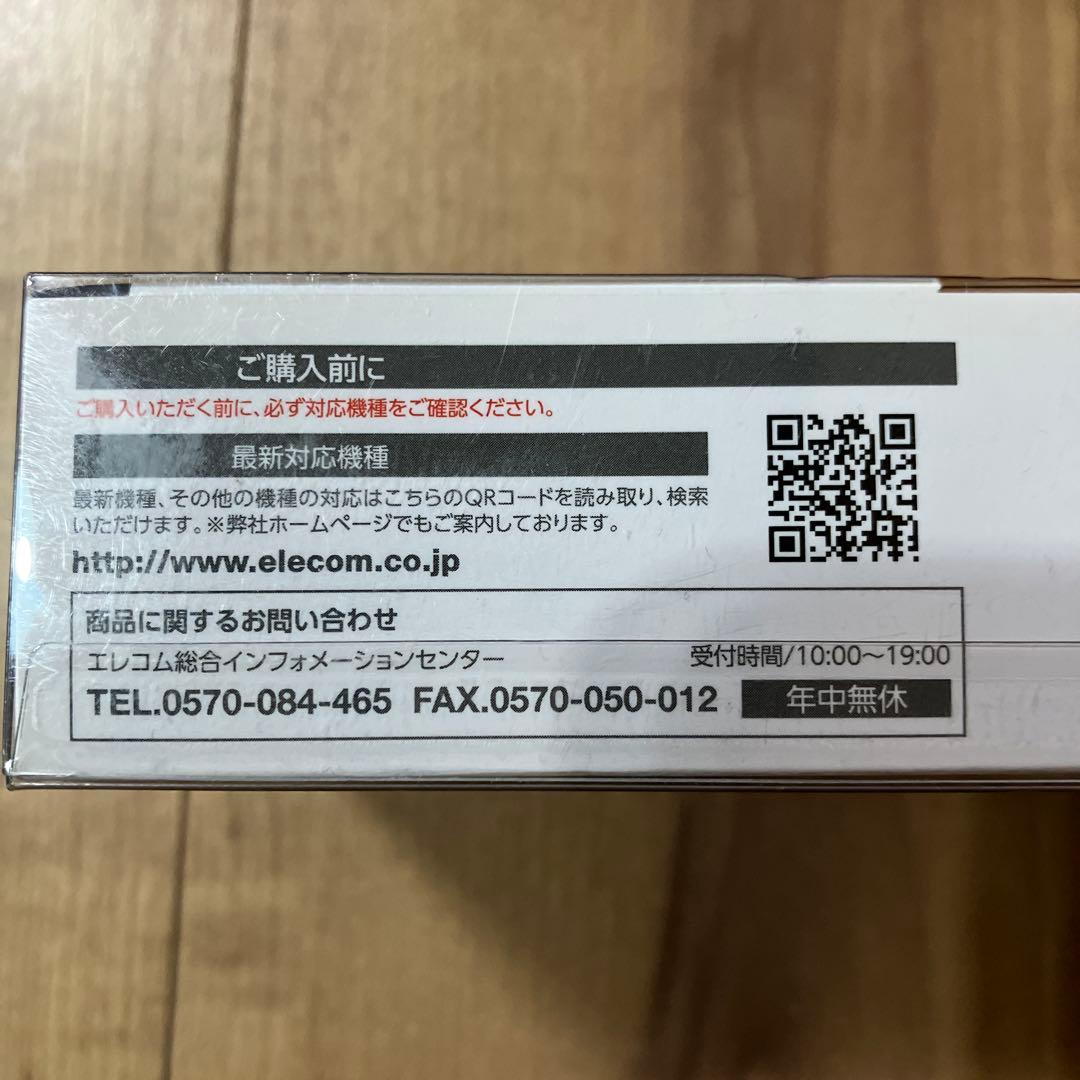 ご購入前に
ご購入いただく前に、必ず対応機種をご確認ください。
最新対応機種
最新機種、その他の機種の対応はこちらのQRコードを読み取り、検索
いただけます。※弊社ホームページでもご案内しております。
http://www.elecom.co.jp
商品に関するお問い合わせ
エレコム総合インフォメーションセンター 受付時間/10:00〜19:00
TEL.0570-084-465 FAX.0570-050-012 年中無休